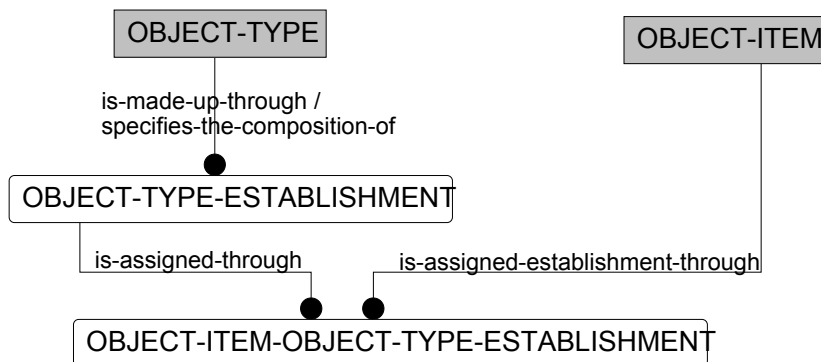 OBJECT-TYPE
OBJECT-ITEM
is-made-up-through /
specifies-the-composition-of
OBJECT-TYPE-ESTABLISHMENT
is-assigned-through
is-assigned-establishment-through
OBJECT-ITEM-OBJECT-TYPE-ESTABLISHMENT